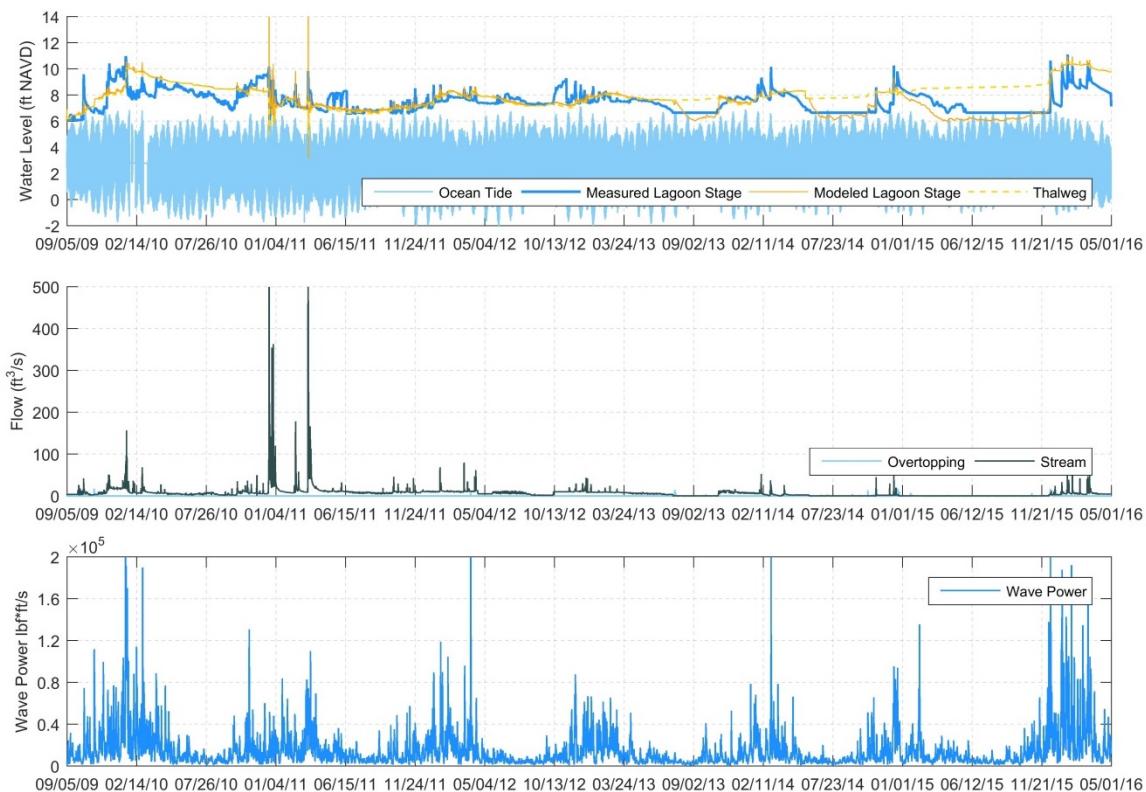 14
12
10
8
6
4
2
0
-2
Water Level (ft NAVD)
Ocean Tide Measured Lagoon Stage Modeled Lagoon Stage Thalweg
09/05/09 02/14/10 07/26/10 01/04/11 06/15/11 11/24/11 05/04/12 10/13/12 03/24/13 09/02/13 02/11/14 07/23/14 01/01/15 06/12/15 11/21/15 05/01/16
500
400
300
200
100
0
Flow (ft³/s)
Overtopping Stream
09/05/09 02/14/10 07/26/10 01/04/11 06/15/11 11/24/11 05/04/12 10/13/12 03/24/13 09/02/13 02/11/14 07/23/14 01/01/15 06/12/15 11/21/15 05/01/16
×10⁵
2
1.6
1.2
0.8
0.4
0
Wave Power lbf*ft/s
Wave Power
09/05/09 02/14/10 07/26/10 01/04/11 06/15/11 11/24/11 05/04/12 10/13/12 03/24/13 09/02/13 02/11/14 07/23/14 01/01/15 06/12/15 11/21/15 05/01/16